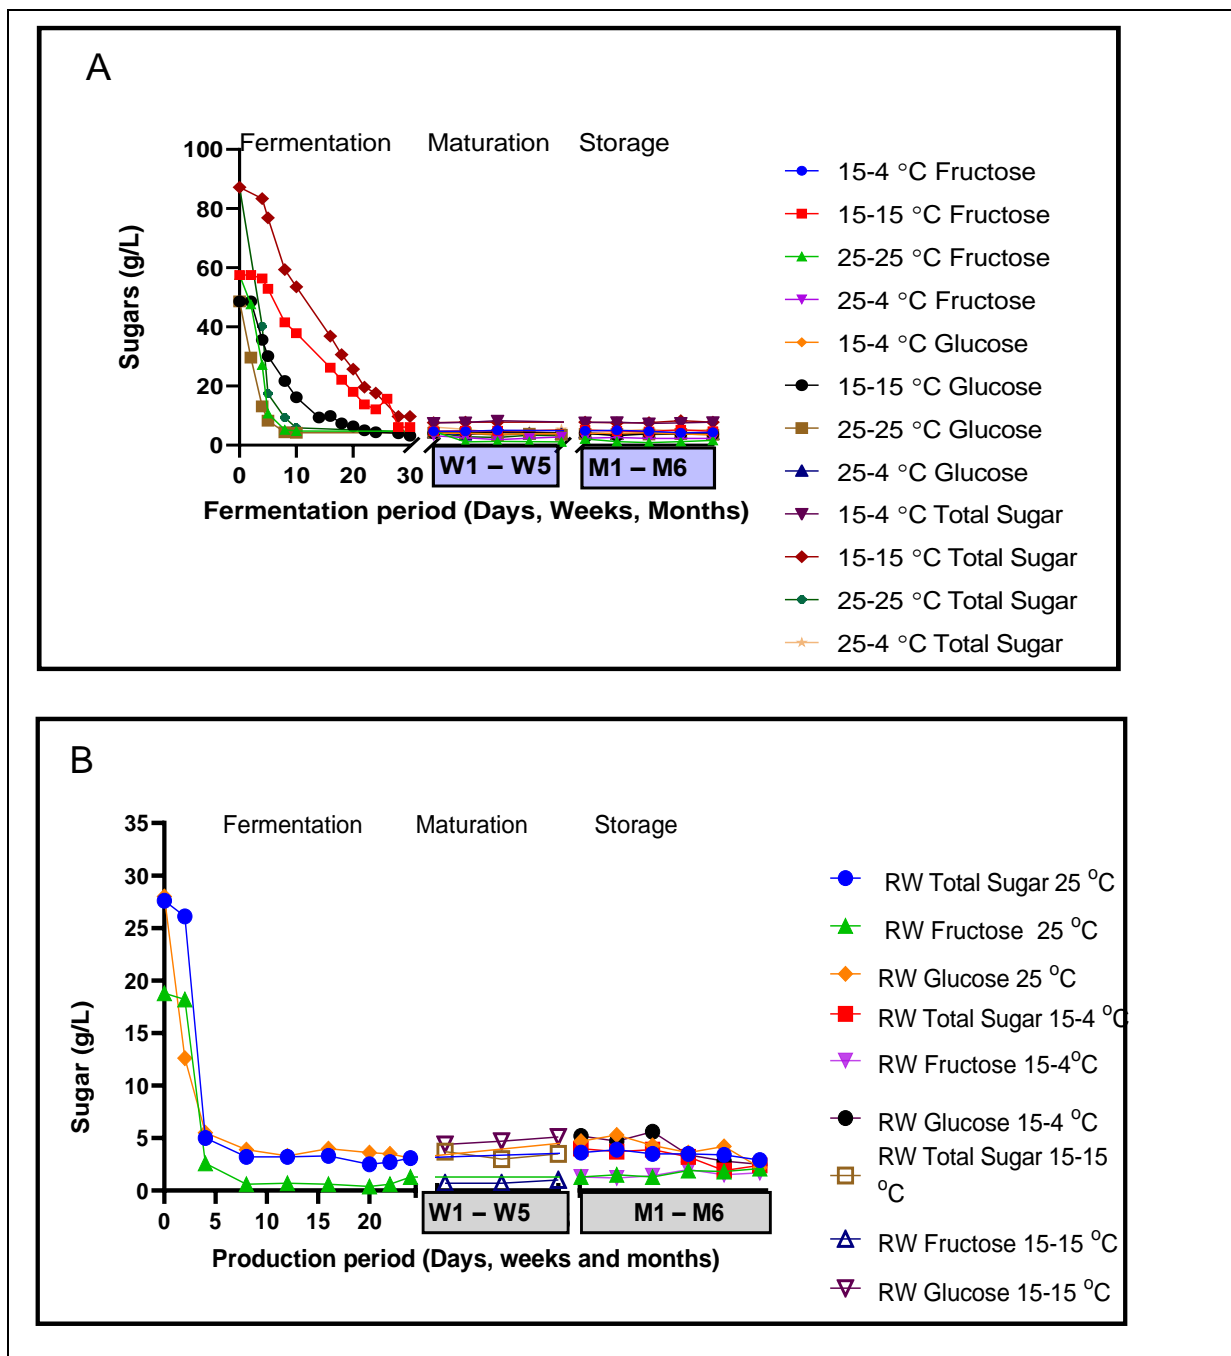 A
Fermentation Maturation Storage
100
80
60
40
20
0
Sugars (g/L)
0 10 20 30
W1 – W5 M1 – M6
Fermentation period (Days, Weeks, Months)
15-4 °C Fructose
15-15 °C Fructose
25-25 °C Fructose
25-4 °C Fructose
15-4 °C Glucose
15-15 °C Glucose
25-25 °C Glucose
25-4 °C Glucose
15-4 °C Total Sugar
15-15 °C Total Sugar
25-25 °C Total Sugar
25-4 °C Total Sugar
B
Fermentation Maturation Storage
35
30
25
20
15
10
5
0
Sugar (g/L)
0 5 10 15 20
W1 – W5 M1 – M6
Production period (Days, weeks and months)
RW Total Sugar 25 °C
RW Fructose 25 °C
RW Glucose 25 °C
RW Total Sugar 15-4 °C
RW Fructose 15-4°C
RW Glucose 15-4 °C
RW Total Sugar 15-15
°C
RW Fructose 15-15 °C
RW Glucose 15-15 °C